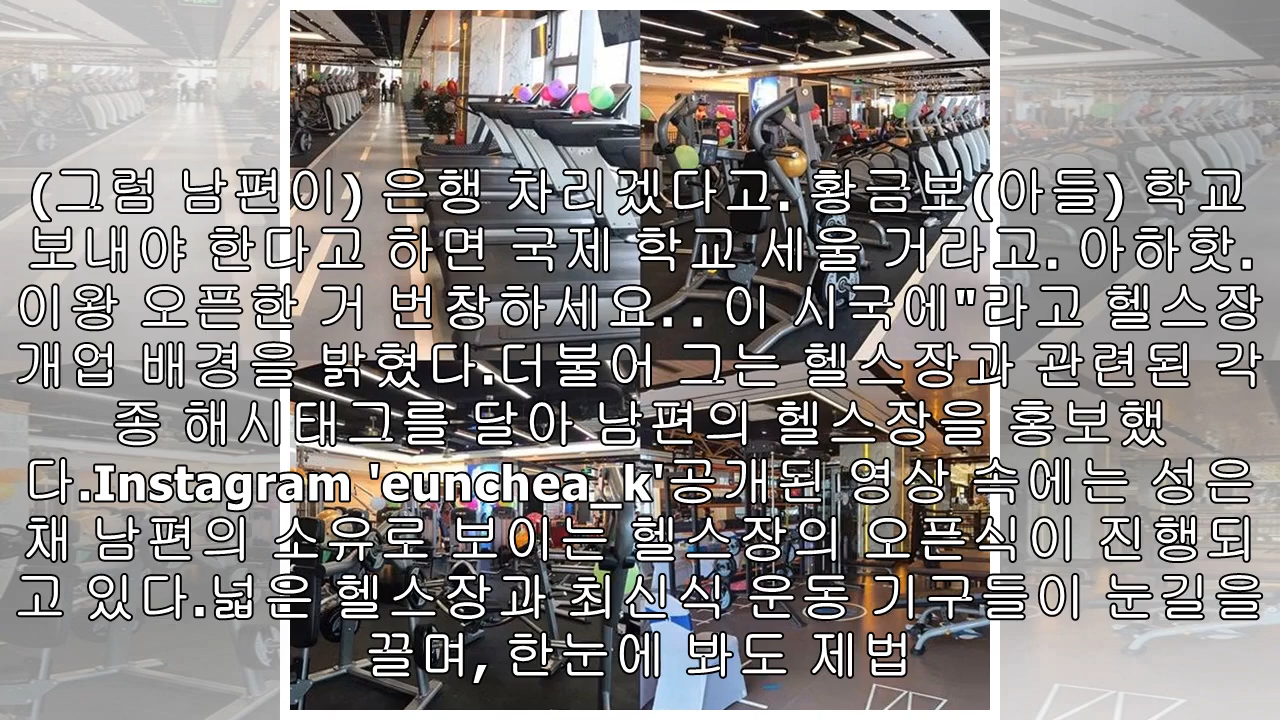 (그럼 남편이) 은행 차리겠다고. 황금보(아들) 학교
보내야 한다고 하면 국제 학교 세울 거라고. 아하핫.
이왕 오픈한 거 번창하세요. . 이 시국에"라고 헬스장
개업 배경을 밝혔다.더불어 그는 헬스장과 관련된 각
종 해시태그를 달아 남편의 헬스장을 홍보했
다.Instagram 'eunchea_k'공개된 영상 속에는 성은
채 남편의 소유로 보이는 헬스장의 오픈식이 진행되
고 있다.넓은 헬스장과 최신식 운동 기구들이 눈길을
끌며, 한눈에 봐도 제법